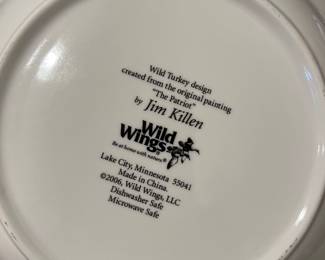 Wild Turkey design
created from the original painting
"The Patriot"
by Jim Killen
Wild
Wings®
Be at home with nature.®
Lake City, Minnesota 55041
Made in China.
©2006, Wild Wings, LLC
Dishwasher Safe
Microwave Safe